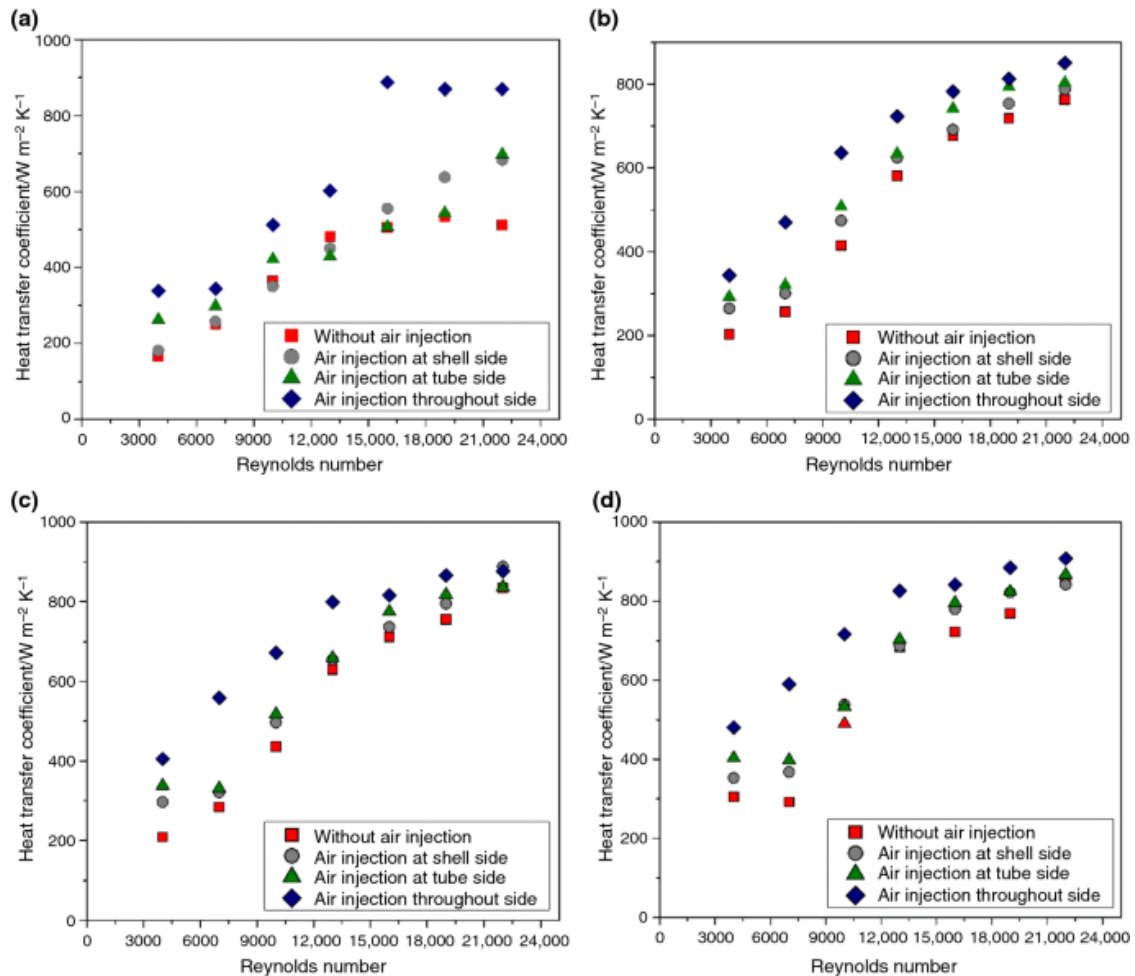 (a)
1000
800
600
400
200
0
Heat transfer coefficient/W m⁻² K⁻¹
0 3000 6000 9000 12,000 15,000 18,000 21,000 24,000
Reynolds number
Without air injection
Air injection at shell side
Air injection at tube side
Air injection throughout side
(b)
800
600
400
200
0
Heat transfer coefficient/W m⁻² K⁻¹
0 3000 6000 9000 12,000 15,000 18,000 21,000 24,000
Reynolds number
Without air injection
Air injection at shell side
Air injection at tube side
Air injection throughout side
(c)
1000
800
600
400
200
0
Heat transfer coefficient/W m⁻² K⁻¹
0 3000 6000 9000 12,000 15,000 18,000 21,000 24,000
Reynolds number
Without air injection
Air injection at shell side
Air injection at tube side
Air injection throughout side
(d)
1000
800
600
400
200
0
Heat transfer coefficient/W m⁻² K⁻¹
0 3000 6000 9000 12,000 15,000 18,000 21,000 24,000
Reynolds number
Without air injection
Air injection at shell side
Air injection at tube side
Air injection throughout side